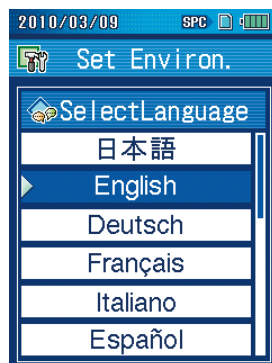 2010/03/09 SPC
Set Environ.
SelectLanguage
日本語
English
Deutsch
Français
Italiano
Español